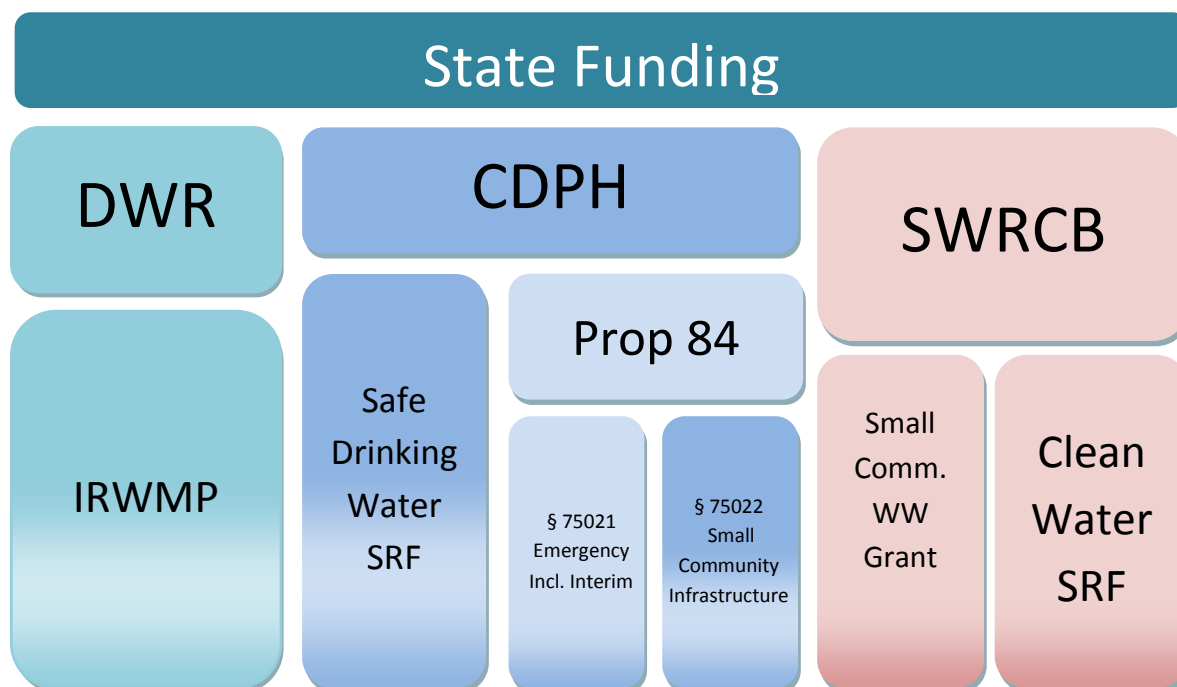 State Funding
DWR
CDPH
SWRCB
IRWMP
Safe
Drinking
Water
SRF
Prop 84
§ 75021
Emergency
Incl. Interim
§ 75022
Small
Community
Infrastructure
Small
Comm.
WW
Grant
Clean
Water
SRF